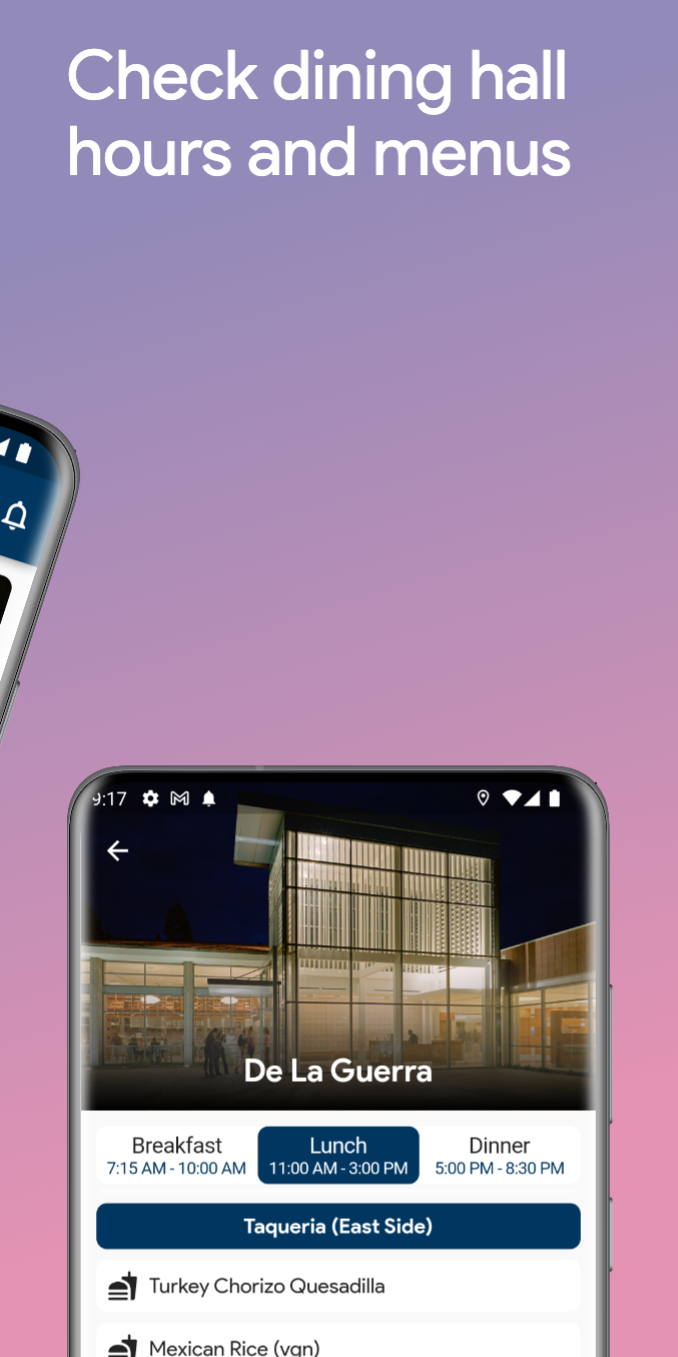 Check dining hall
hours and menus
9:17
De La Guerra
Breakfast
7:15 AM - 10:00 AM
Lunch
11:00 AM - 3:00 PM
Dinner
5:00 PM - 8:30 PM
Taqueria (East Side)
Turkey Chorizo Quesadilla
Mexican Rice (vgn)